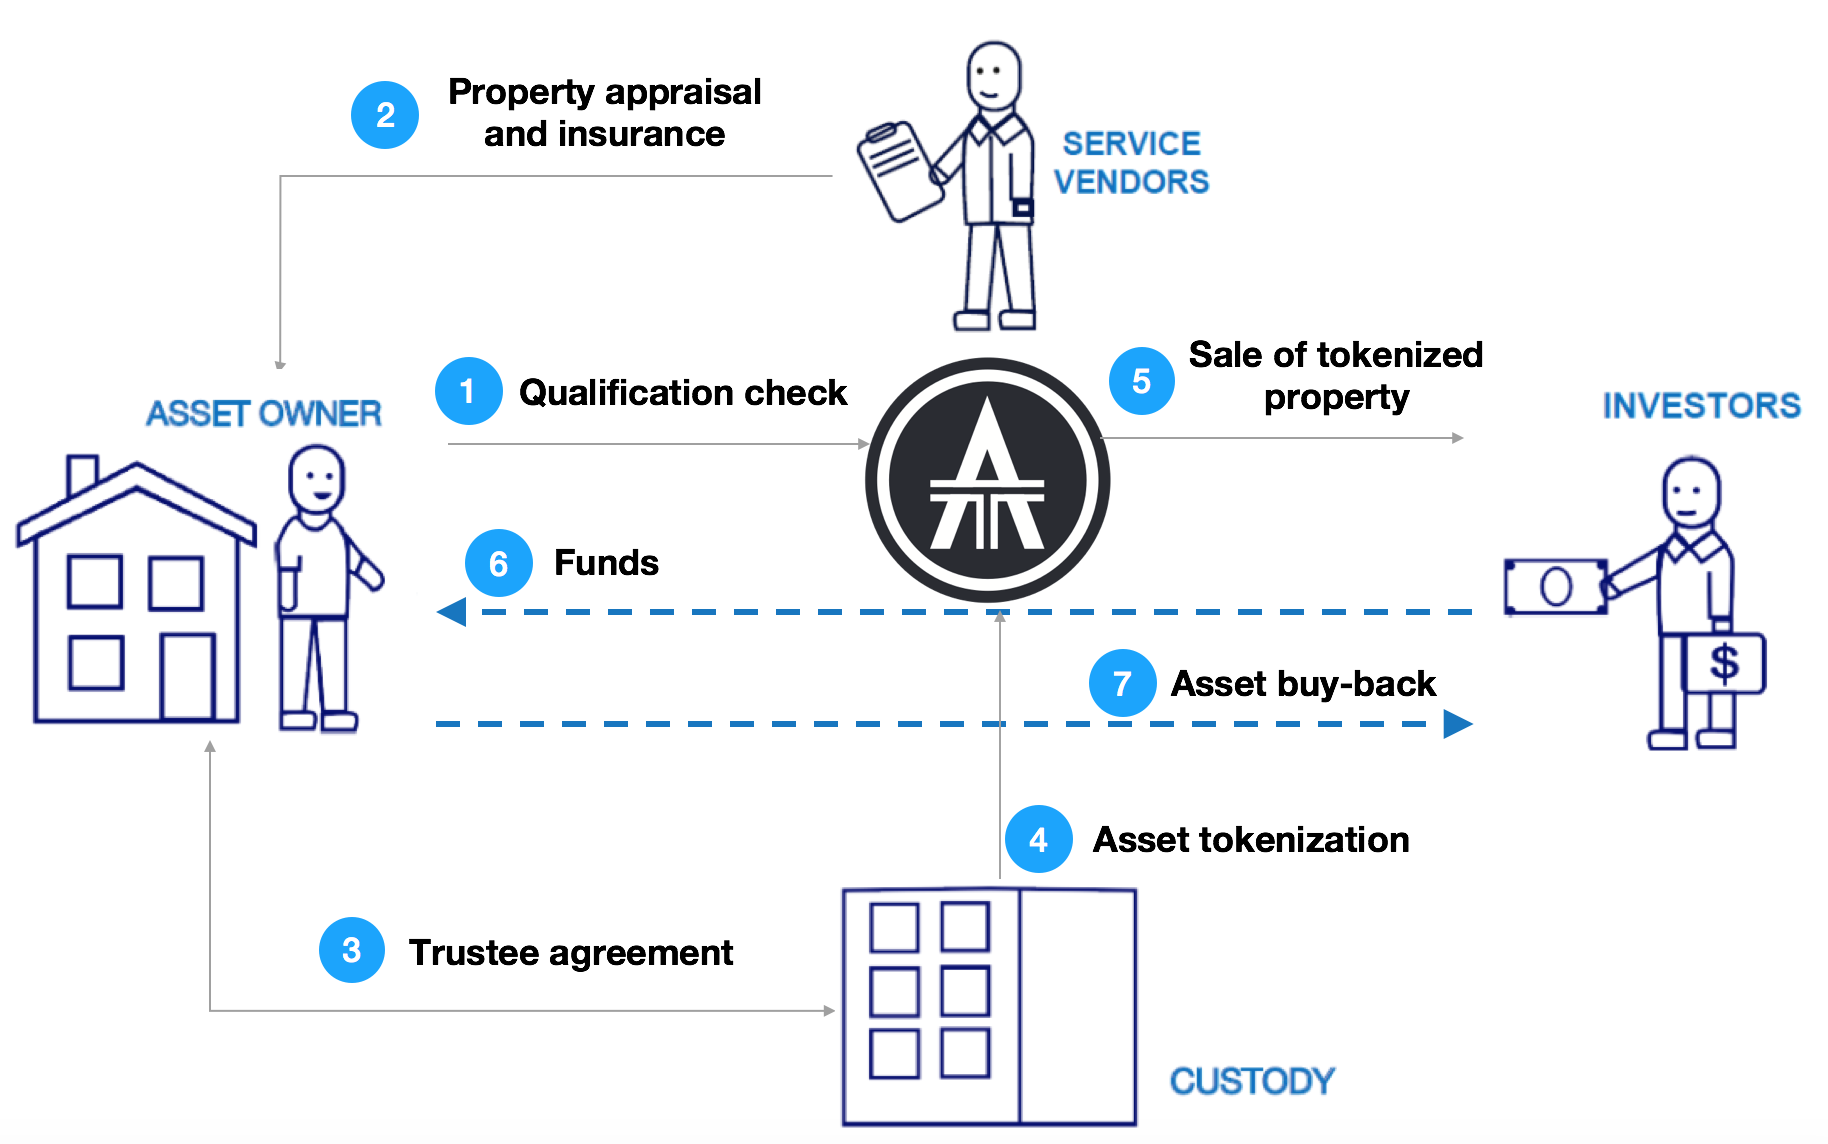 2
Property appraisal
and insurance
SERVICE
VENDORS
1
Qualification check
5
Sale of tokenized
property
ASSET OWNER
INVESTORS
6
Funds
7
Asset buy-back
$
4
Asset tokenization
3
Trustee agreement
CUSTODY